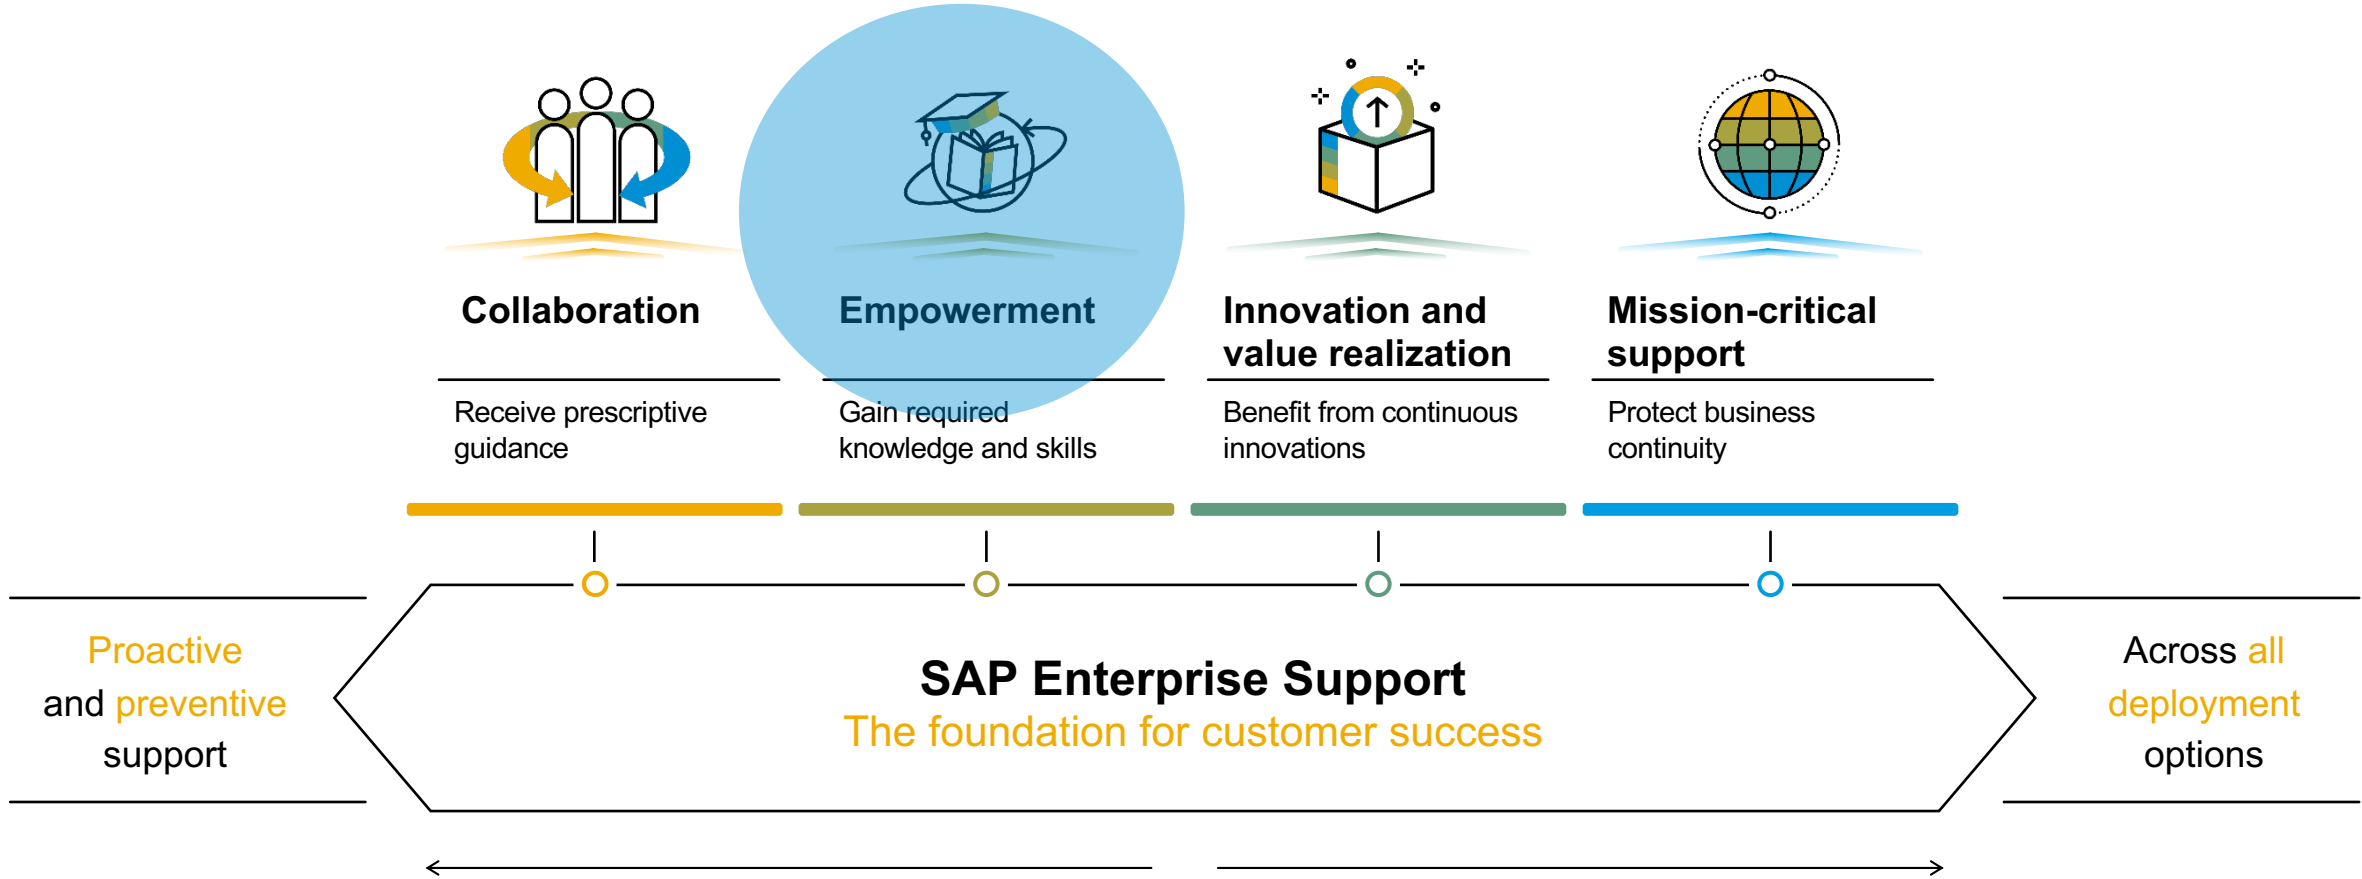 Collaboration
Receive prescriptive
guidance
Empowerment
Gain required
knowledge and skills
Innovation and
value realization
Benefit from continuous
innovations
Mission-critical
support
Protect business
continuity
Proactive
and preventive
support
SAP Enterprise Support
The foundation for customer success
Across all
deployment
options